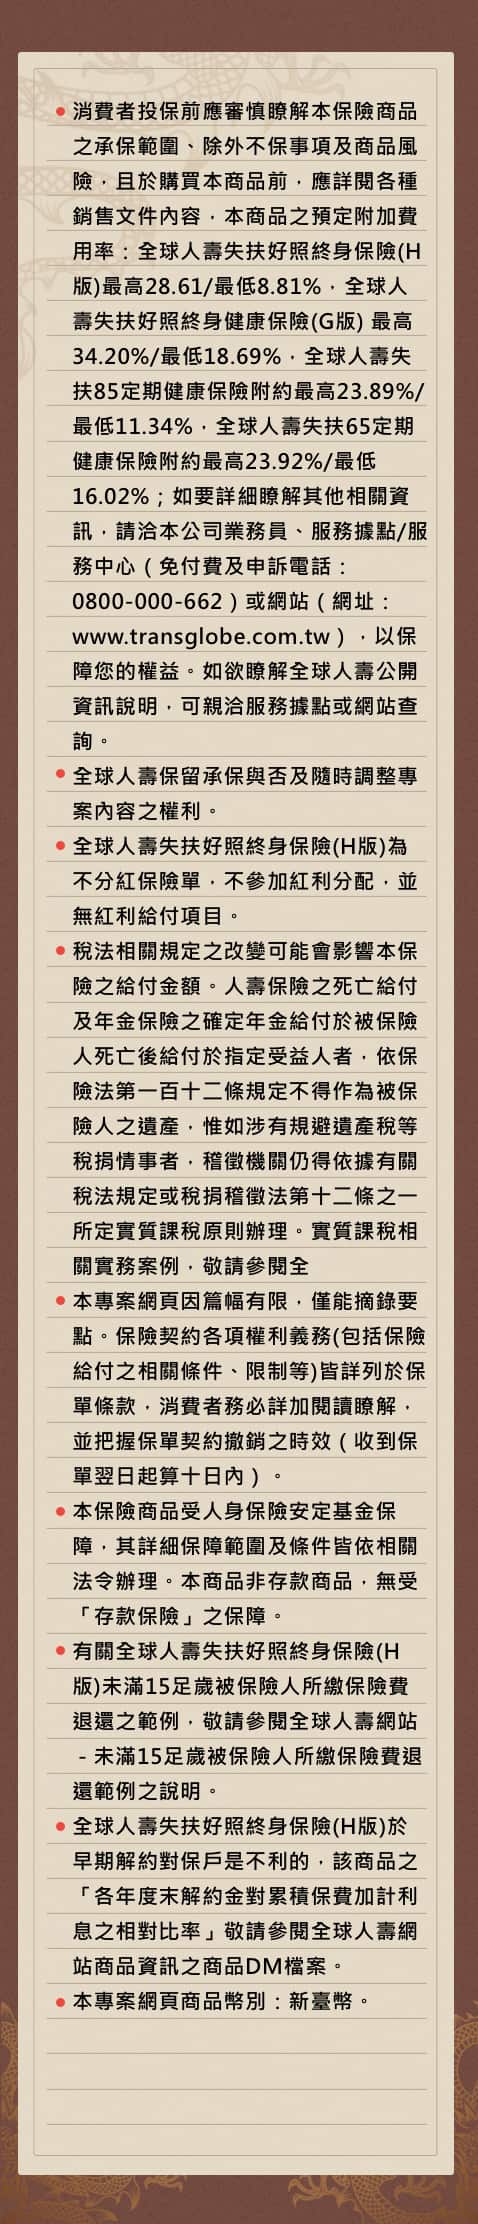 • 消費者投保前應審慎瞭解本保險商品
之承保範圍、除外不保事項及商品風
險，且於購買本商品前，應詳閱各種
銷售文件內容，本商品之預定附加費
用率：全球人壽失扶好照終身保險(H
版)最高28.61/最低8.81%，全球人
壽失扶好照終身健康保險(G版) 最高
34.20%/最低18.69%，全球人壽失
扶85定期健康保險附約最高23.89%/
最低11.34%，全球人壽失扶65定期
健康保險附約最高23.92%/最低
16.02%；如要詳細瞭解其他相關資
訊，請洽本公司業務員、服務據點/服
務中心（免付費及申訴電話：
0800-000-662）或網站（網址：
www.transglobe.com.tw），以保
障您的權益。如欲瞭解全球人壽公開
資訊說明，可親洽服務據點或網站查
詢。
• 全球人壽保留承保與否及隨時調整專
案內容之權利。
• 全球人壽失扶好照終身保險(H版)為
不分紅保險單，不參加紅利分配，並
無紅利給付項目。
• 稅法相關規定之改變可能會影響本保
險之給付金額。人壽保險之死亡給付
及年金保險之確定年金給付於被保險
人死亡後給付於指定受益人者，依保
險法第一百十二條規定不得作為被保
險人之遺產，惟如涉有規避遺產稅等
稅捐情事者，稽徵機關仍得依據有關
稅法規定或稅捐稽徵法第十二條之一
所定實質課稅原則辦理。實質課稅相
關實務案例，敬請參閱全
• 本專案網頁因篇幅有限，僅能摘錄要
點。保險契約各項權利義務(包括保險
給付之相關條件、限制等)皆詳列於保
單條款，消費者務必詳加閱讀瞭解，
並把握保單契約撤銷之時效（收到保
單翌日起算十日內）。
• 本保險商品受人身保險安定基金保
障，其詳細保障範圍及條件皆依相關
法令辦理。本商品非存款商品，無受
「存款保險」之保障。
• 有關全球人壽失扶好照終身保險(H
版)未滿15足歲被保險人所繳保險費
退還之範例，敬請參閱全球人壽網站
－未滿15足歲被保險人所繳保險費退
還範例之說明。
• 全球人壽失扶好照終身保險(H版)於
早期解約對保戶是不利的，該商品之
「各年度末解約金對累積保費加計利
息之相對比率」敬請參閱全球人壽網
站商品資訊之商品DM檔案。
• 本專案網頁商品幣別：新臺幣。